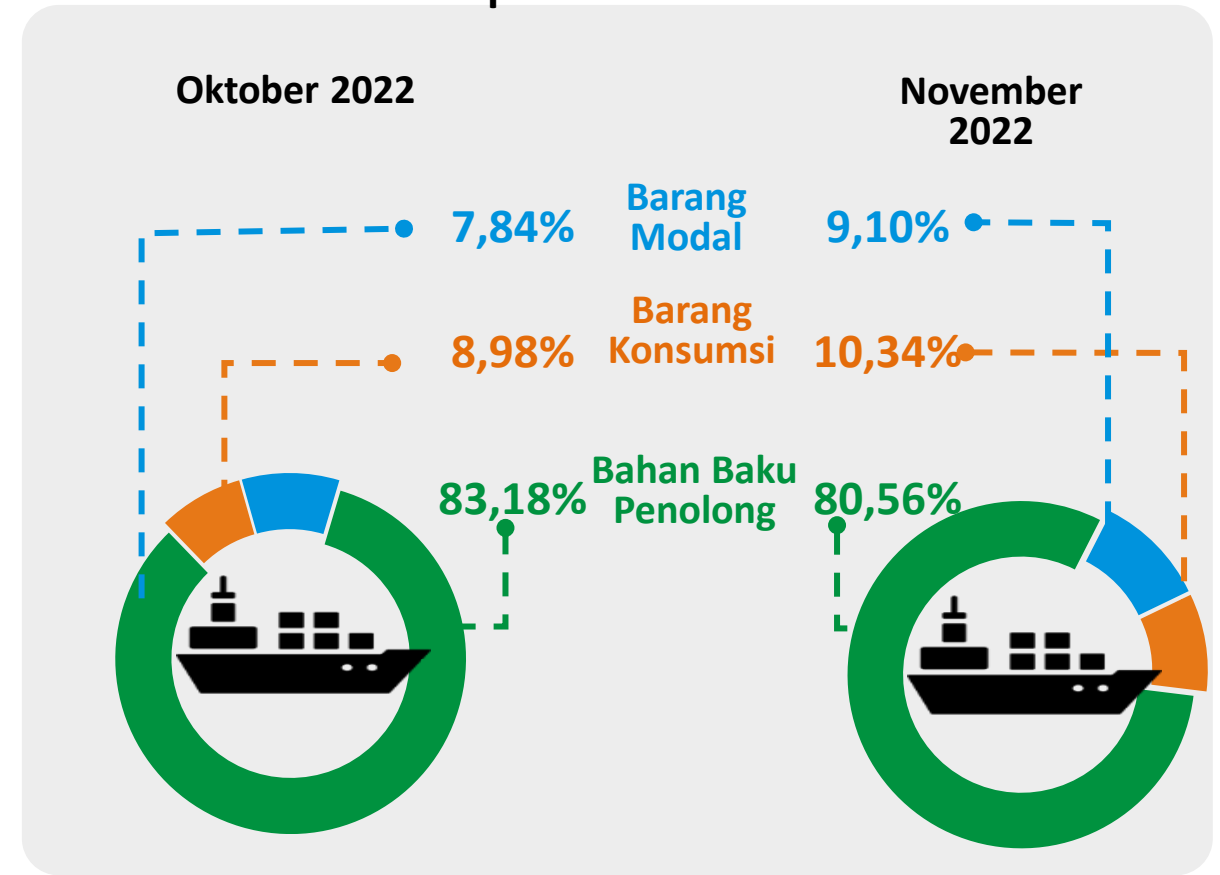 Oktober 2022
November
2022
7,84%
Barang
Modal
9,10%
8,98%
Barang
Konsumsi
10,34%
83,18%
Bahan Baku
Penolong
80,56%